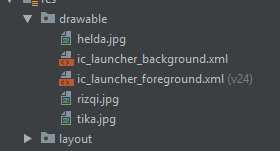 drawable
helda.jpg
ic_launcher_background.xml
ic_launcher_foreground.xml (v24)
rizqi.jpg
tika.jpg
layout